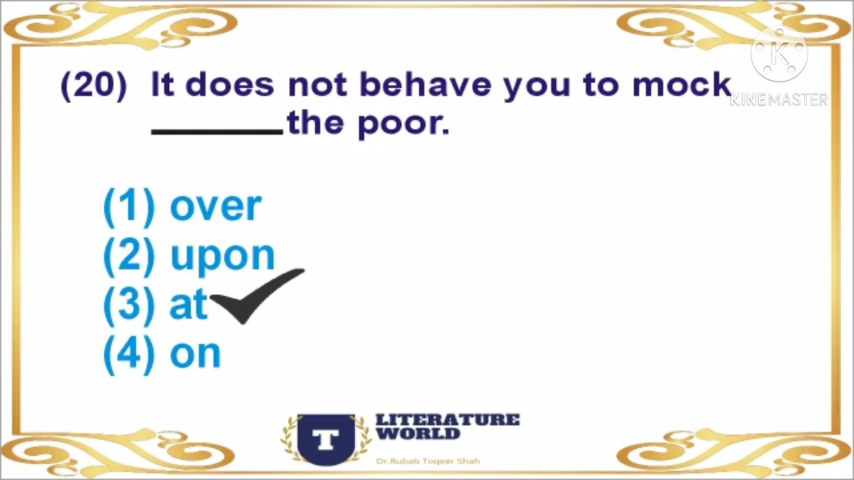 KINEMASTER
(20) It does not behave you to mock
______ the poor.
(1) over
(2) upon
(3) at
(4) on
T
LITERATURE
WORLD
Dr.Rubab Toqeer Shah